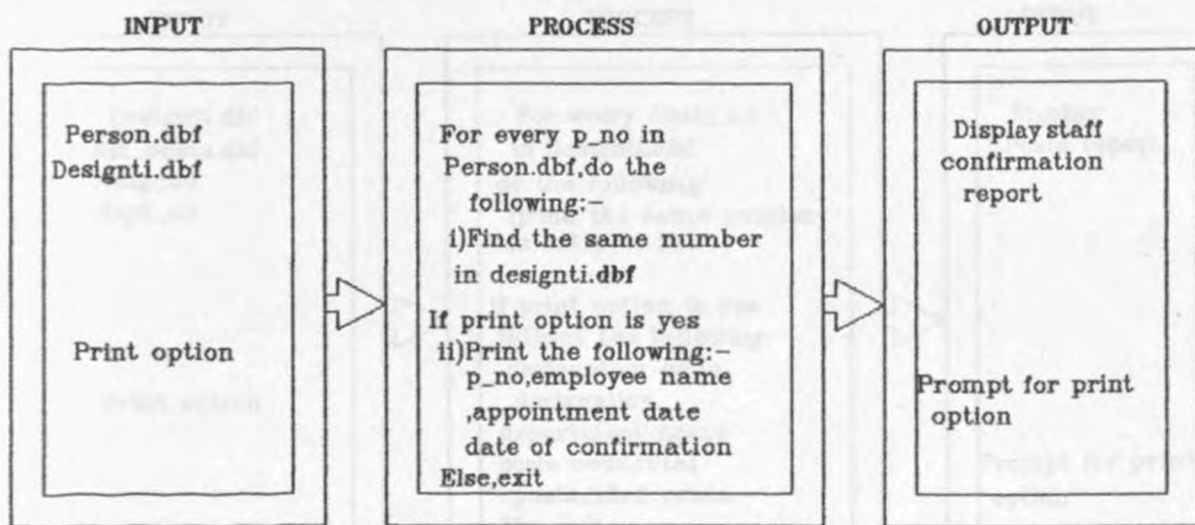 INPUT
Person.dbf
Designti.dbf
Print option
PROCESS
For every p_no in
Person.dbf,do the
following:-
i)Find the same number
in designti.dbf
If print option is yes
ii)Print the following:-
p_no,employee name
,appointment date
date of confirmation
Else,exit
OUTPUT
Display staff
confirmation
report
Prompt for print
option